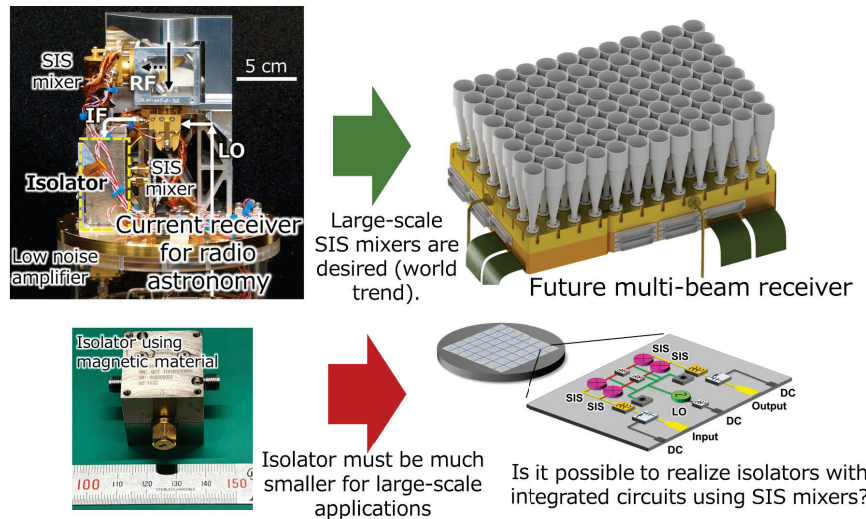 SIS
mixer
RF
5 cm
IF
LO
SIS
mixer
Isolator
Current receiver
for radio
astronomy
Low noise
amplifier
Large-scale
SIS mixers are
desired (world
trend).
Future multi-beam receiver
Isolator using
magnetic material
100 110 120 130 140 150
STAINLESS HARDENED
Isolator must be much
smaller for large-scale
applications
SIS
SIS
SIS
SIS
LO
DC
Output
DC
Input
DC
Is it possible to realize isolators with
integrated circuits using SIS mixers?